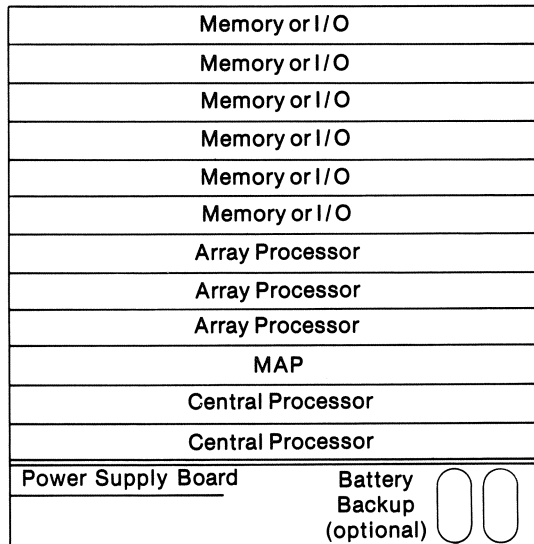 Memory or I/O
Memory or I/O
Memory or I/O
Memory or I/O
Memory or I/O
Memory or I/O
Array Processor
Array Processor
Array Processor
MAP
Central Processor
Central Processor
Power Supply Board
Battery
Backup
(optional)